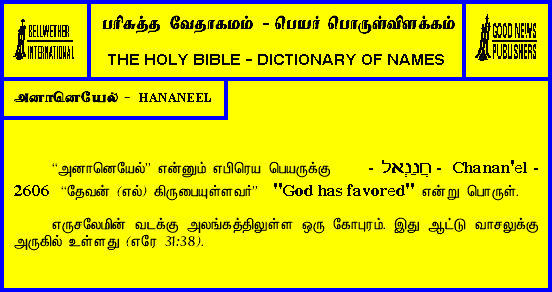 BELLWETHER
INTERNATIONAL
பரிசுத்த வேதாகமம் - பெயர் பொருள்விளக்கம்
THE HOLY BIBLE - DICTIONARY OF NAMES
GOOD NEWS
PUBLISHERS
அனானெயேல் - HANANEEL
“அனானெயேல்” என்னும் எபிரெய பெயருக்கு - חֲנַנְאֵל - Chanan'el -
2606 “தேவன் (எல்) கிருபையுள்ளவர்” "God has favored" என்று பொருள்.
எருசலேமின் வடக்கு அலங்கத்திலுள்ள ஒரு கோபுரம். இது ஆட்டு வாசலுக்கு
அருகில் உள்ளது (எரே 31:38).